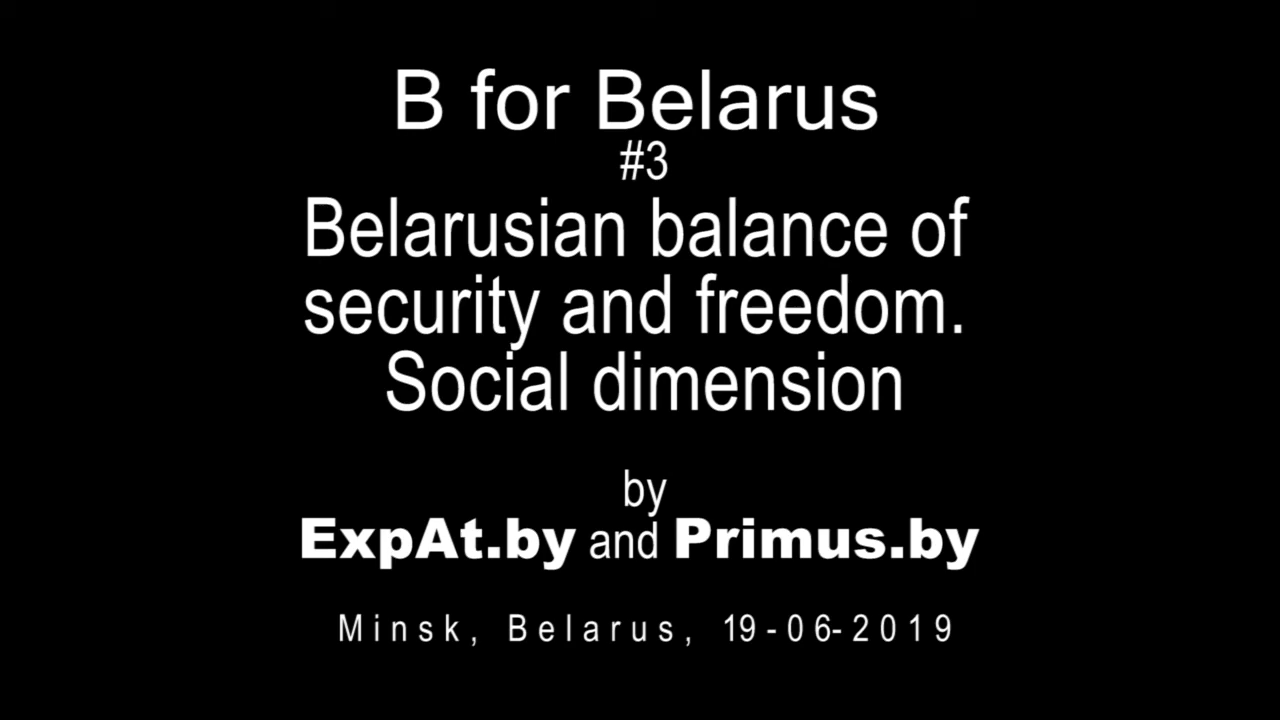 B for Belarus
#3
Belarusian balance of
security and freedom.
Social dimension
by
ExpAt.by and Primus.by
Minsk, Belarus, 19-06-2019